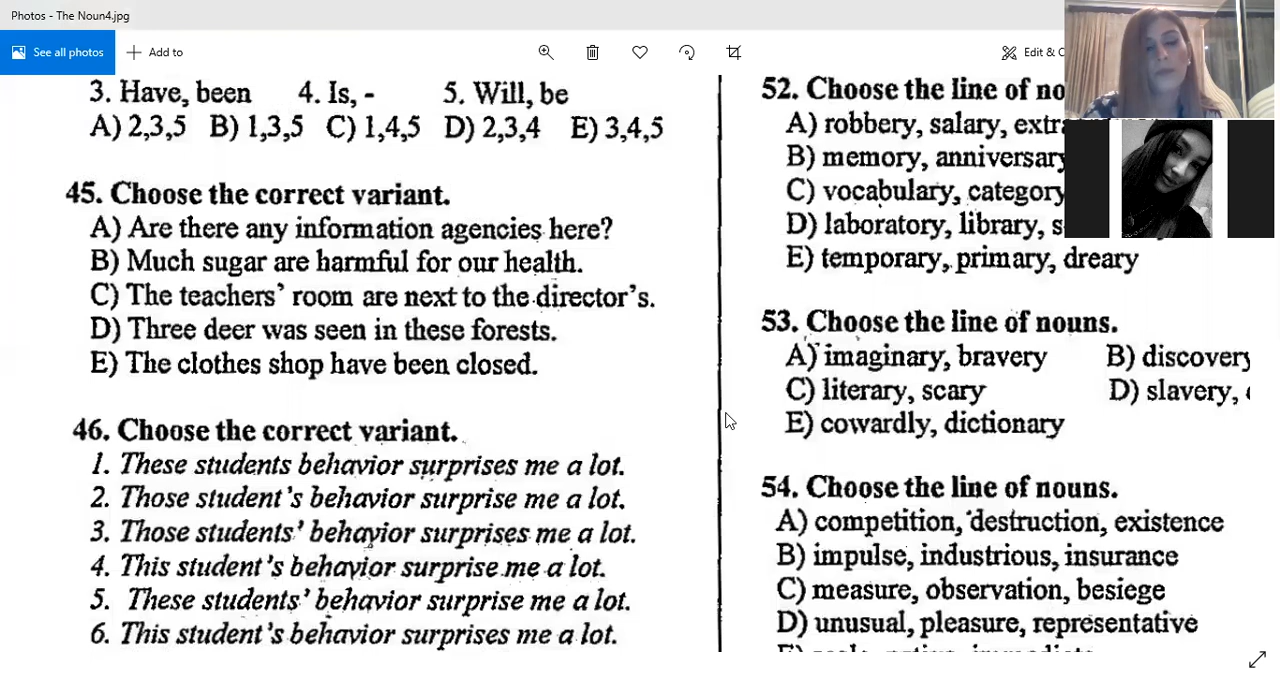 Photos - The Noun4.jpg
See all photos
Add to
Edit & C
3. Have, been 4. Is, - 5. Will, be
A) 2,3,5 B) 1,3,5 C) 1,4,5 D) 2,3,4 E) 3,4,5
45. Choose the correct variant.
A) Are there any information agencies here?
B) Much sugar are harmful for our health.
C) The teachers' room are next to the director's.
D) Three deer was seen in these forests.
E) The clothes shop have been closed.
46. Choose the correct variant.
1. These students behavior surprises me a lot.
2. Those student's behavior surprise me a lot.
3. Those students' behavior surprises me a lot.
4. This student's behavior surprise me a lot.
5. These students' behavior surprise me a lot.
6. This student's behavior surprises me a lot.
52. Choose the line of no
A) robbery, salary,
B) memory, anniversary
C) vocabulary, category
D) laboratory, library,
E) temporary, primary, dreary
53. Choose the line of nouns.
A) imaginary, bravery B) discovery
C) literary, scary D) slavery,
E) cowardly, dictionary
54. Choose the line of nouns.
A) competition, destruction, existence
B) impulse, industrious, insurance
C) measure, observation, besiege
D) unusual, pleasure, representative